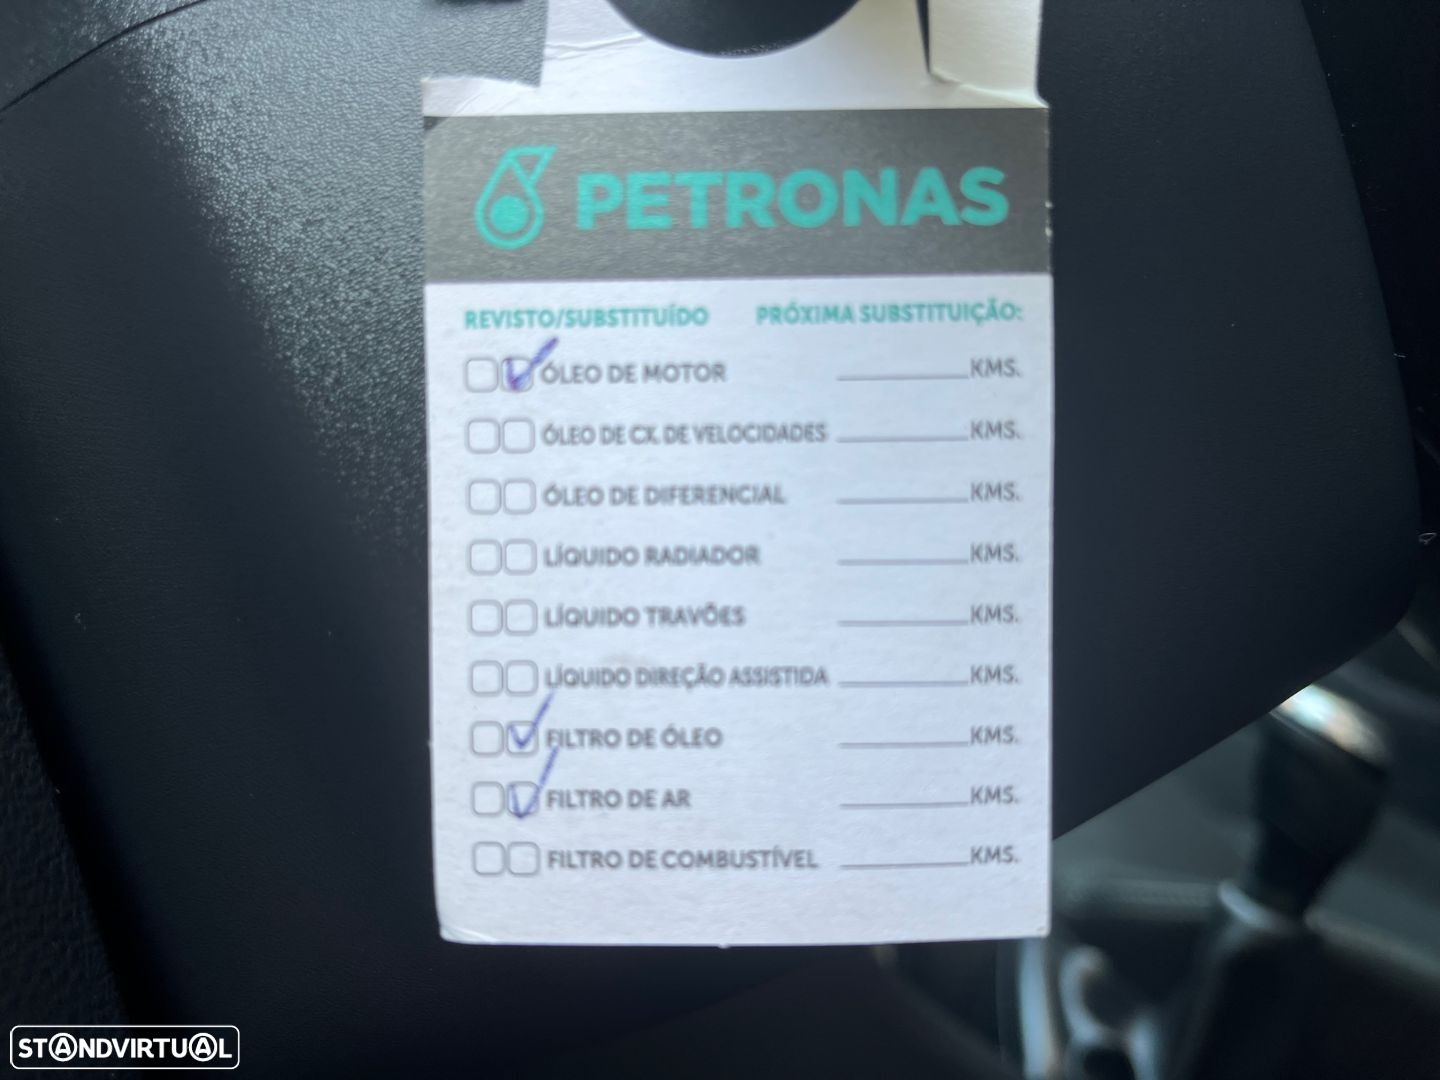 PETRONAS
REVISTO/SUBSTITUÍDO PRÓXIMA SUBSTITUIÇÃO:
ÓLEO DE MOTOR KMS.
ÓLEO DE CX. DE VELOCIDADES KMS.
ÓLEO DE DIFERENCIAL KMS.
LÍQUIDO RADIADOR KMS.
LÍQUIDO TRAVÕES KMS.
LÍQUIDO DIREÇÃO ASSISTIDA KMS.
FILTRO DE ÓLEO KMS.
FILTRO DE AR KMS.
FILTRO DE COMBUSTÍVEL KMS.
STANDVIRTUAL